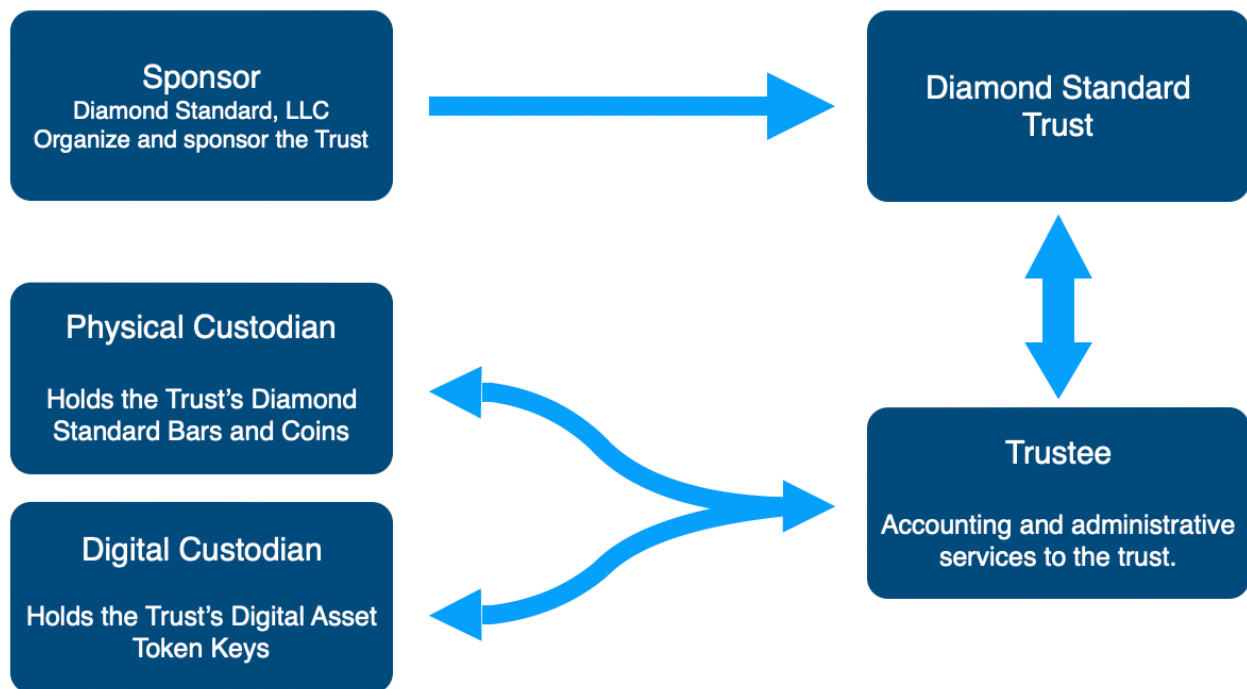 Sponsor
Diamond Standard, LLC
Organize and sponsor the Trust
Diamond Standard
Trust
Physical Custodian
Holds the Trust’s Diamond
Standard Bars and Coins
Trustee
Accounting and administrative
services to the trust.
Digital Custodian
Holds the Trust’s Digital Asset
Token Keys